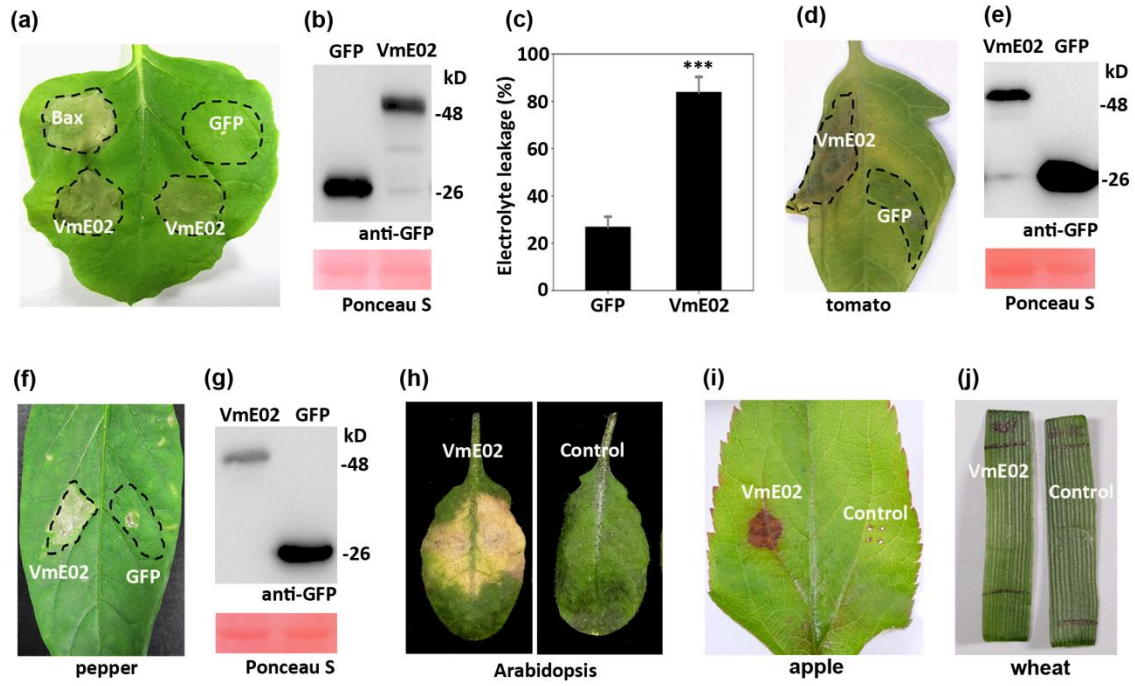 (a)
Bax
GFP
VmE02
VmE02
(b)
GFP VmE02
kD
-48
-26
anti-GFP
Ponceau S
(c)
Electrolyte leakage (%)
100
80
60
40
20
0
***
GFP
VmE02
(d)
VmE02
GFP
tomato
(e)
VmE02 GFP
kD
-48
-26
anti-GFP
Ponceau S
(f)
VmE02
GFP
pepper
(g)
VmE02 GFP
kD
-48
-26
anti-GFP
Ponceau S
(h)
VmE02
Control
Arabidopsis
(i)
VmE02
Control
apple
(j)
VmE02
Control
wheat